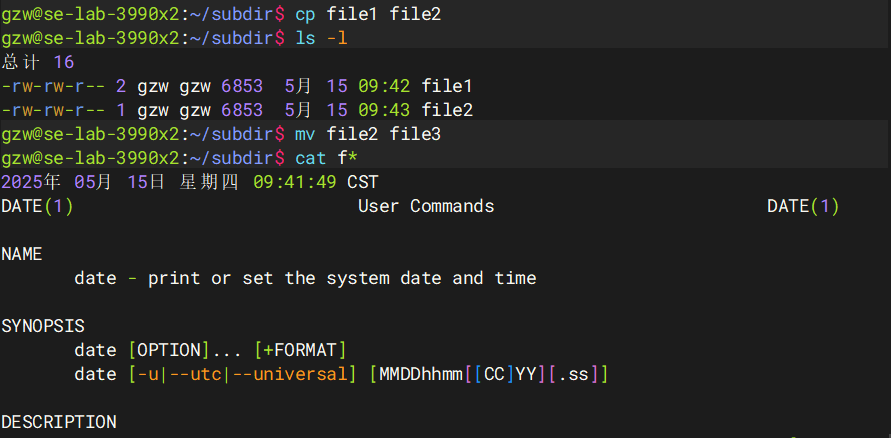 gzw@se-lab-3990x2:~/subdir$ cp file1 file2
gzw@se-lab-3990x2:~/subdir$ ls -l
总计 16
-rw-rw-r-- 2 gzw gzw 6853  5月 15 09:42 file1
-rw-rw-r-- 1 gzw gzw 6853  5月 15 09:43 file2
gzw@se-lab-3990x2:~/subdir$ mv file2 file3
gzw@se-lab-3990x2:~/subdir$ cat f*
2025年 05月 15日 星期四 09:41:49 CST
DATE(1)                           User Commands                          DATE(1)
NAME
       date - print or set the system date and time
SYNOPSIS
       date [OPTION]... [+FORMAT]
       date [-u|--utc|--universal] [MMDDhhmm[[CC]YY][.ss]]
DESCRIPTION